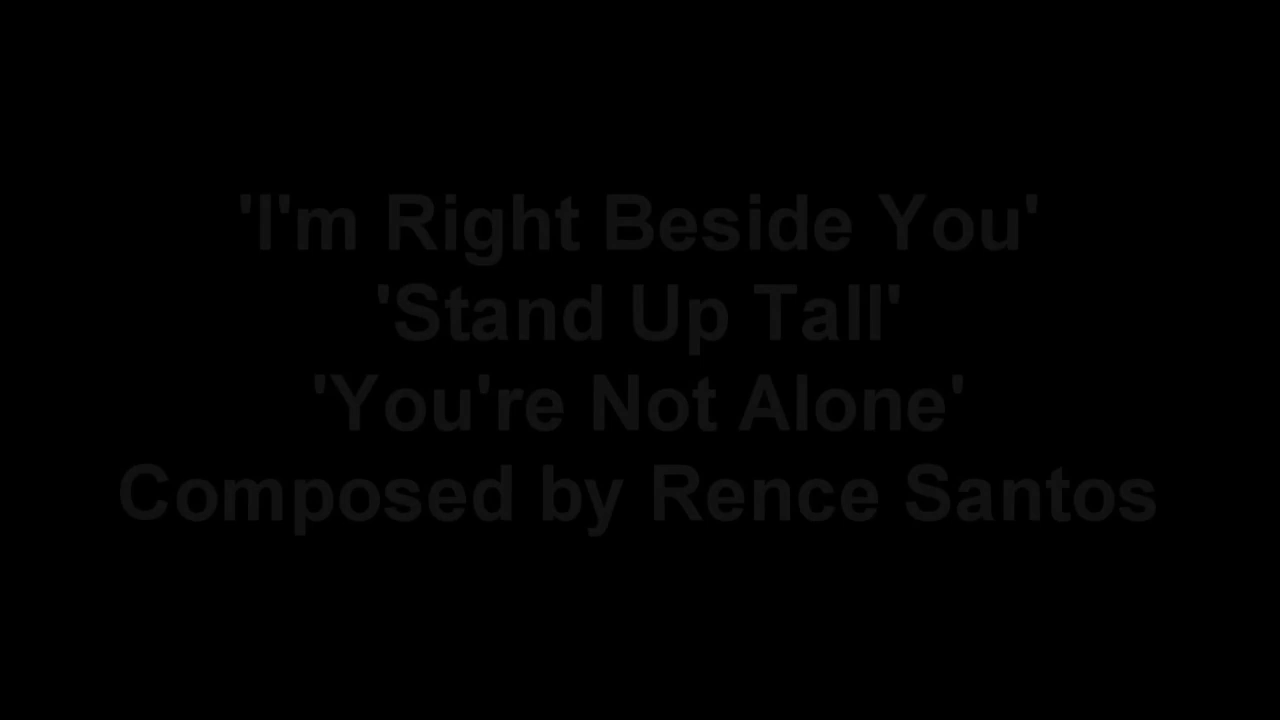 'I'm Right Beside You'
'Stand Up Tall'
'You're Not Alone'
Composed by Rence Santos